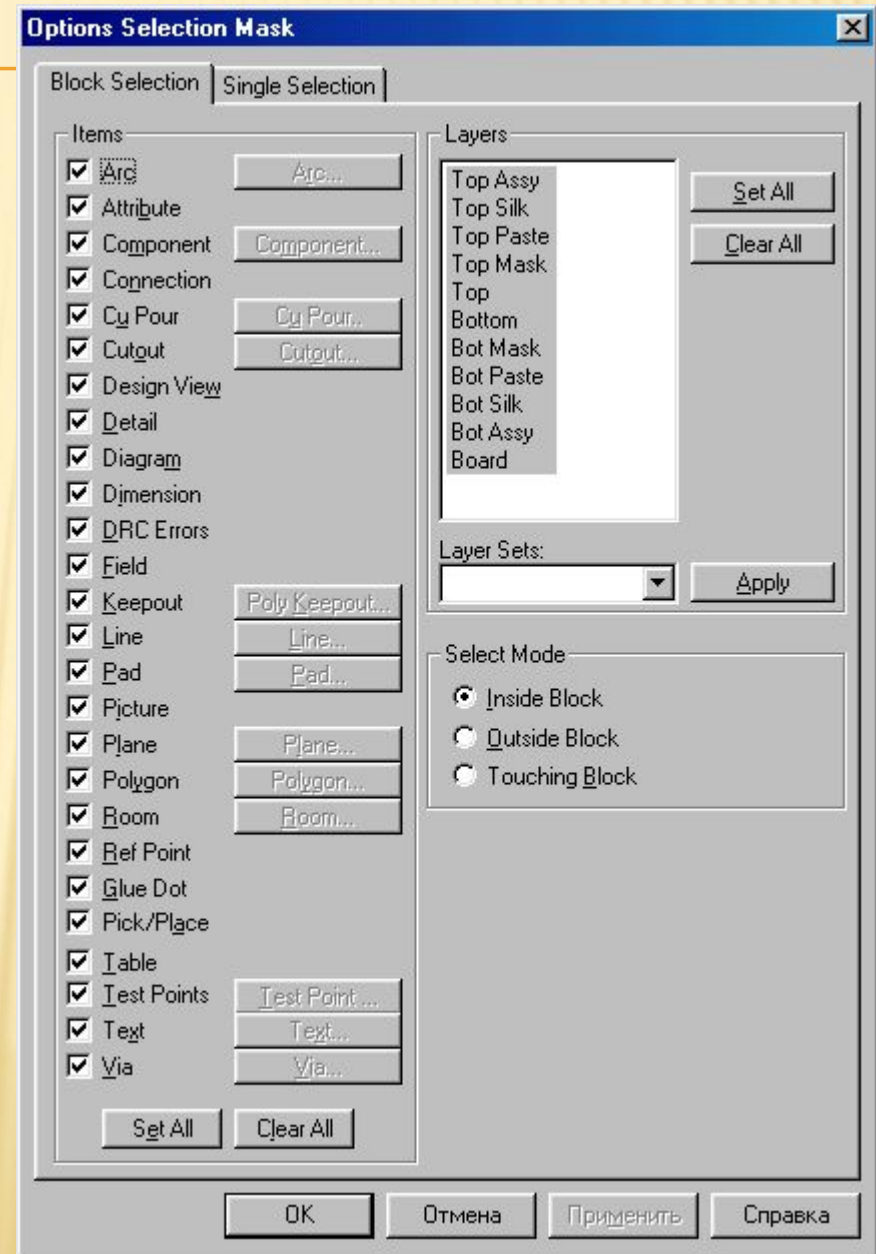 Options Selection Mask
Block Selection
Single Selection
Items
Arc
Arc...
Attribute
Component
Component...
Connection
Cu Pour
Cu Pour..
Cutout
Cutout...
Design View
Detail
Diagram
Dimension
DRC Errors
Field
Keepout
Poly Keepout...
Line
Line...
Pad
Pad...
Picture
Plane
Plane...
Polygon
Polygon...
Room
Room...
Ref Point
Glue Dot
Pick/Place
Table
Test Points
Test Point ...
Text
Text...
Via
Via...
Set All
Clear All
Layers
Top Assy
Top Silk
Top Paste
Top Mask
Top
Bottom
Bot Mask
Bot Paste
Bot Silk
Bot Assy
Board
Set All
Clear All
Layer Sets:
Apply
Select Mode
Inside Block
Outside Block
Touching Block
OK
Отмена
Применить
Справка